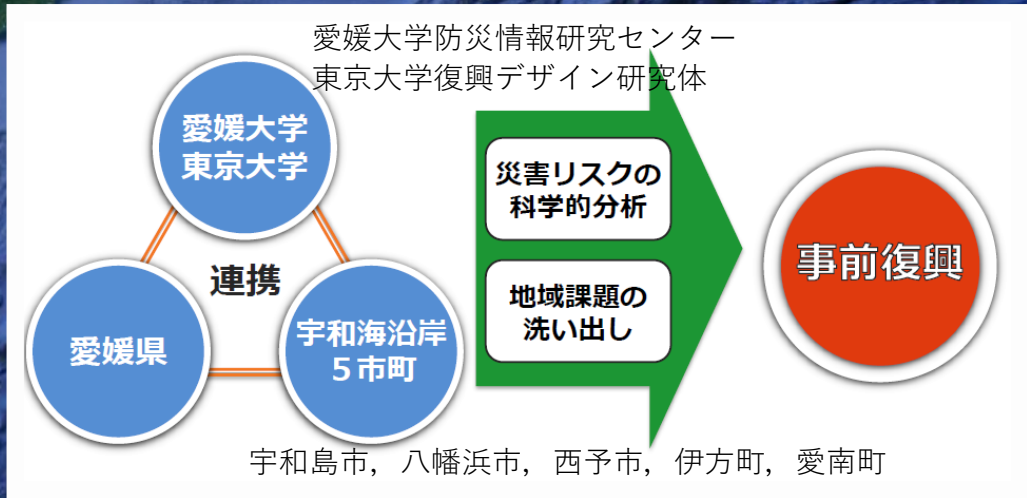 愛媛大学防災情報研究センター
東京大学復興デザイン研究体
愛媛大学
東京大学
連携
愛媛県
宇和海沿岸
５市町
災害リスクの
科学的分析
地域課題の
洗い出し
事前復興
宇和島市，八幡浜市，西予市，伊方町，愛南町